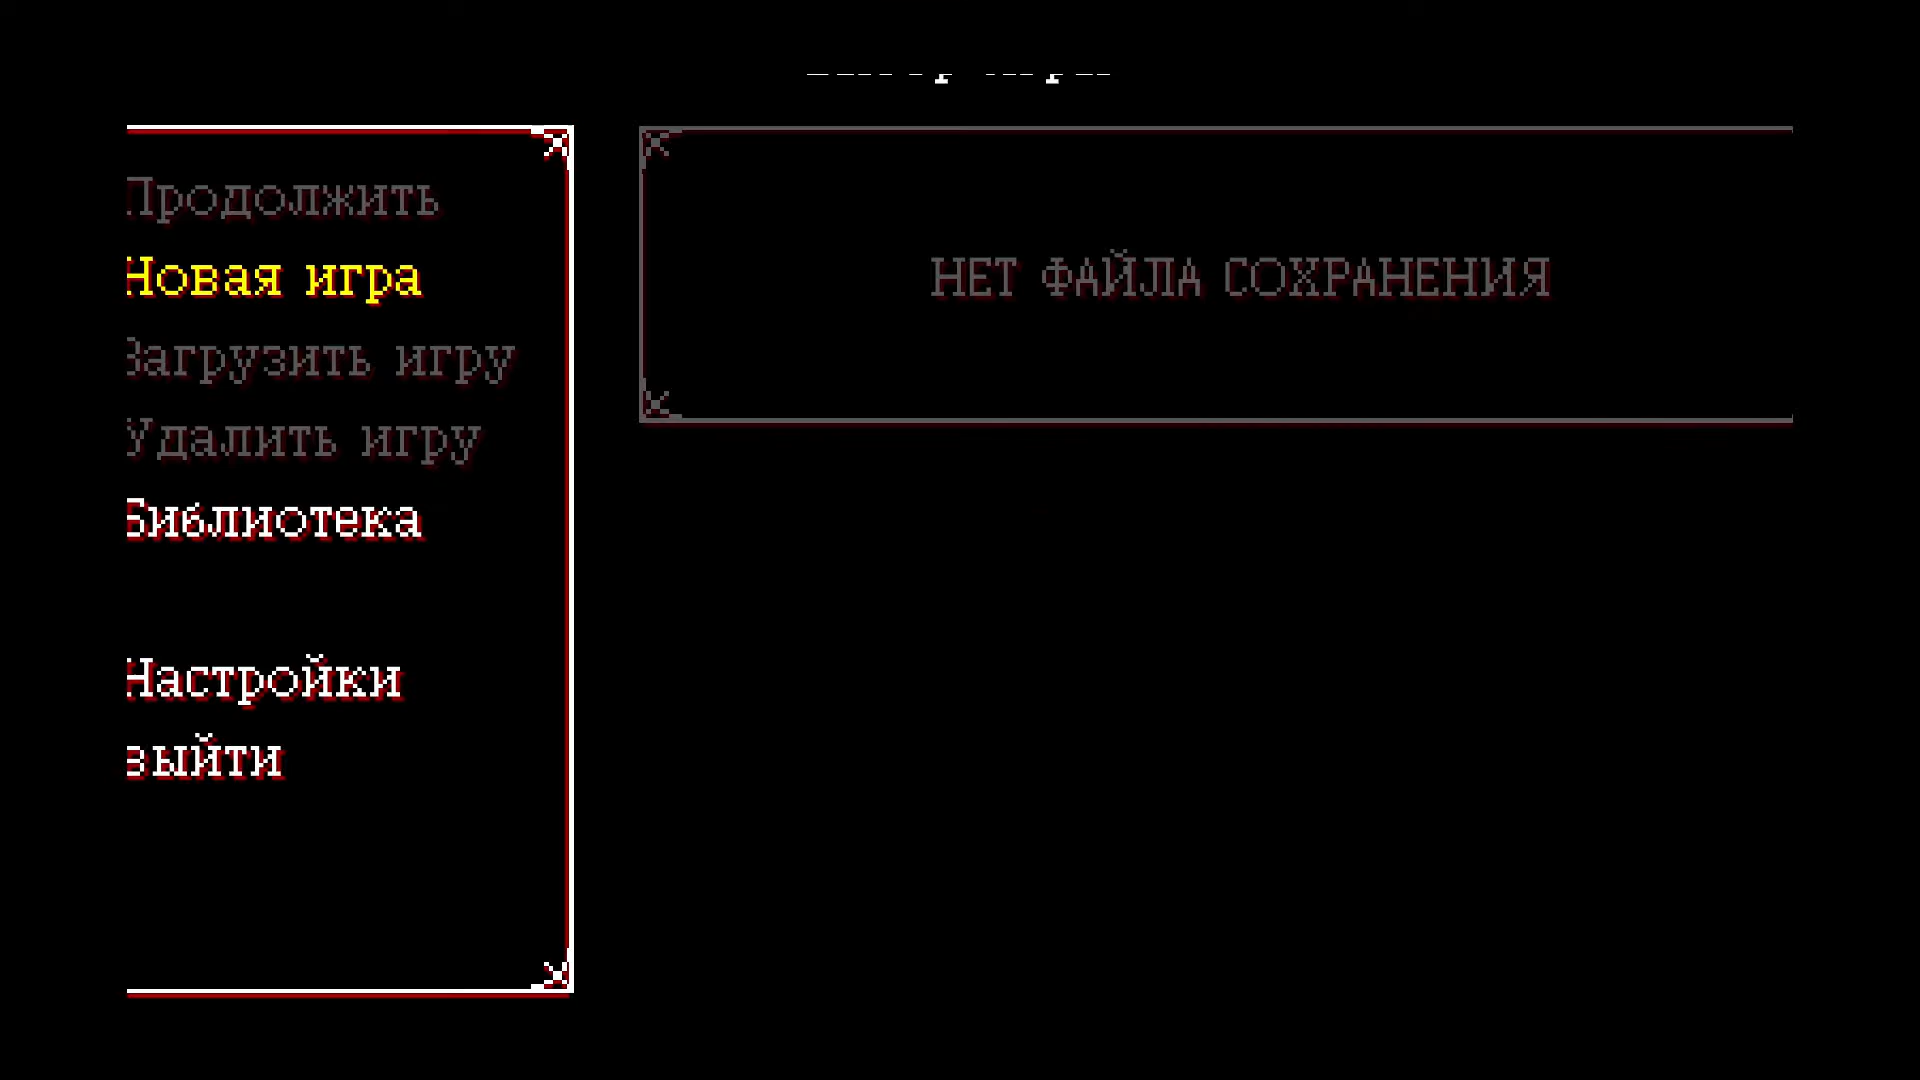 Продолжить
Новая игра
Загрузить игру
Удалить игру
Библиотека
Настройки
выйти
НЕТ ФАЙЛА СОХРАНЕНИЯ